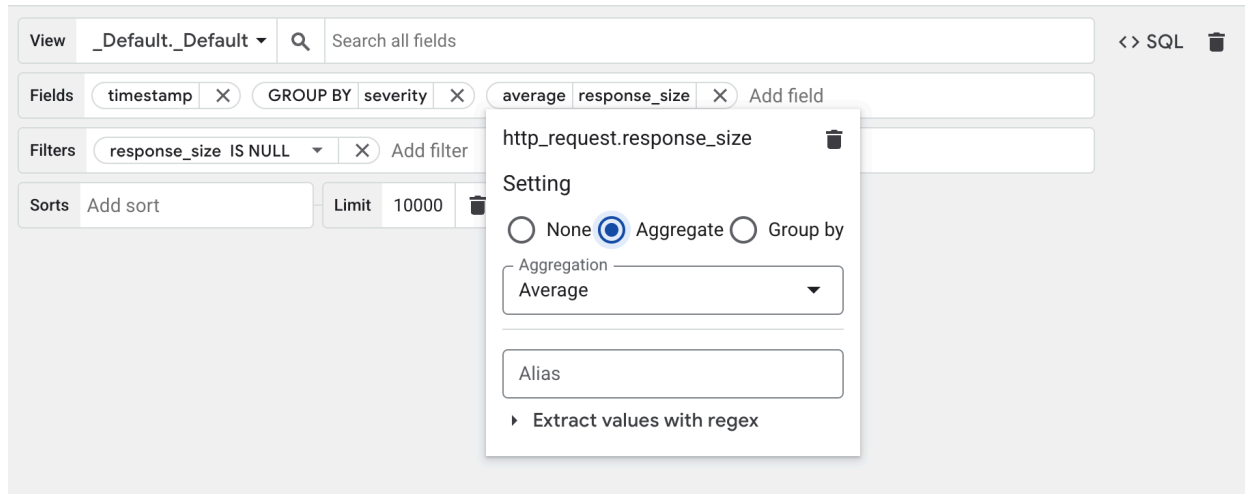 View _Default._Default Search all fields <> SQL
Fields timestamp GROUP BY severity average response_size Add field
Filters response_size IS NULL Add filter
Sorts Add sort Limit 10000
http_request.response_size
Setting
None Aggregate Group by
Aggregation
Average
Alias
Extract values with regex